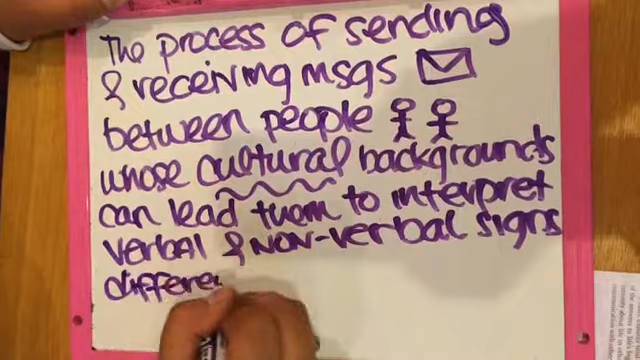 The process of sending
& receiving msgs
between people
whose cultural backgrounds
can lead them to interpret
verbal & non-verbal signs
differe